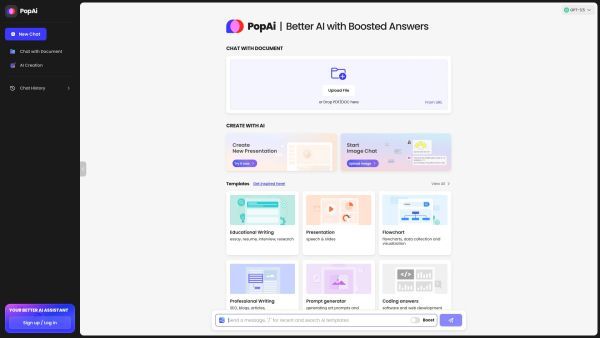 PopAi
New Chat
Chat with Document
AI Creation
Chat History
YOUR BETTER AI ASSISTANT
Sign up / Log in
GPT-3.5
PopAi | Better AI with Boosted Answers
CHAT WITH DOCUMENT
Upload File
or Drop PDF/DOC here
From URL
CREATE WITH AI
Create
New Presentation
Try it now
Start
Image Chat
Upload Image
Templates
Get inspired here!
View All
Educational Writing
essay, resume, interview, research
Presentation
speech & slides
Flowchart
flowcharts, data collection and
visualization
Professional Writing
SEO, blogs, articles,
Prompt generator
generating art prompts and
Coding answers
software and web development
Send a message, '/' for recent and search AI templates
Boost